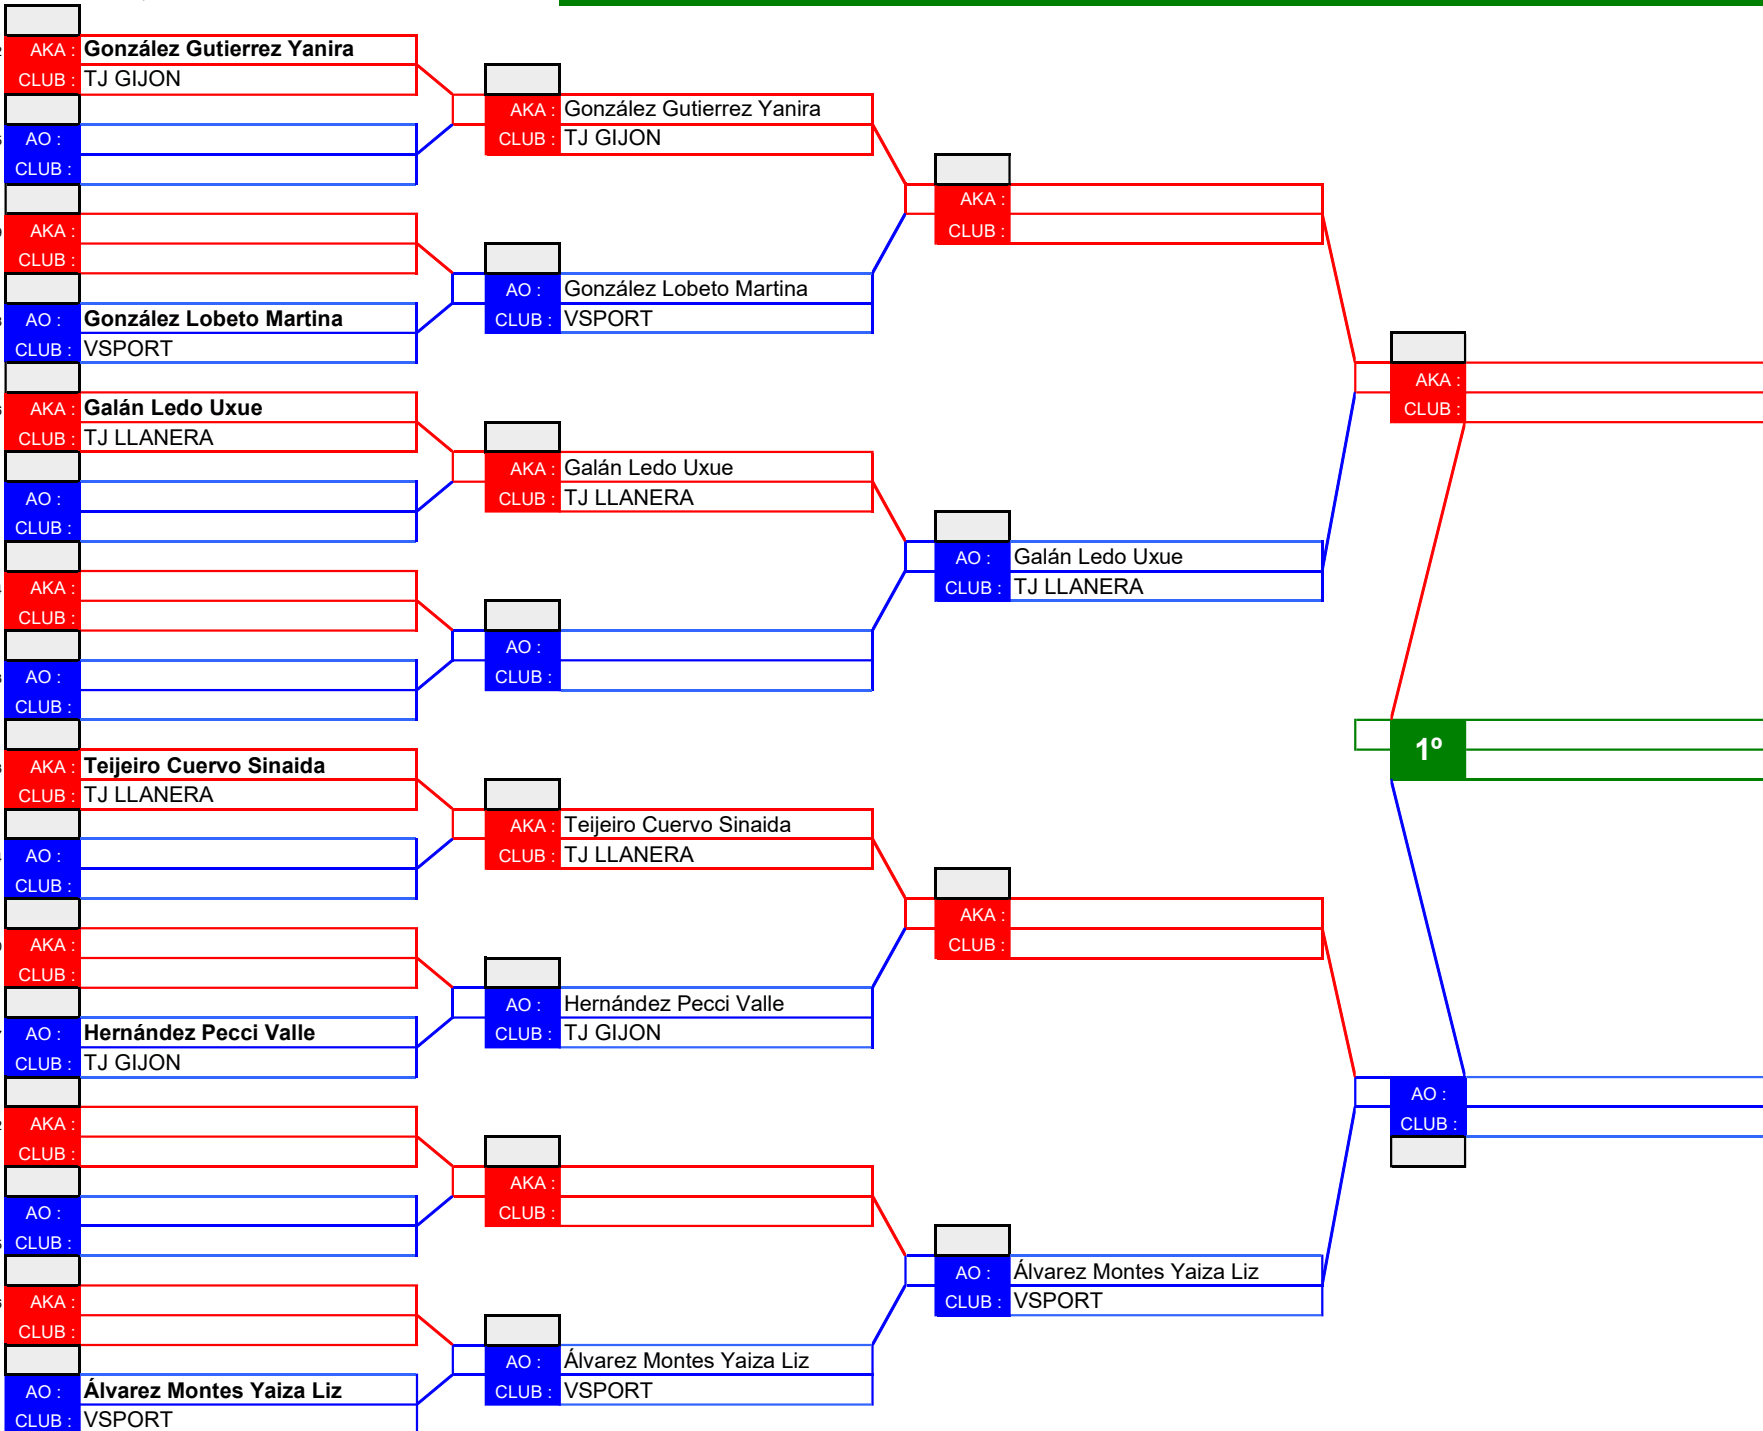 AKA : González Gutierrez Yanira
CLUB : TJ GIJON
AO :
CLUB :
AKA :
CLUB :
AO : González Lobeto Martina
CLUB : VSPORT
AKA : Galán Ledo Uxue
CLUB : TJ LLANERA
AO :
CLUB :
AKA :
CLUB :
AO :
CLUB :
AKA : Teijeiro Cuervo Sinaida
CLUB : TJ LLANERA
AO :
CLUB :
AKA :
CLUB :
AO : Hernández Pecci Valle
CLUB : TJ GIJON
AKA :
CLUB :
AO :
CLUB :
AKA :
CLUB :
AO : Álvarez Montes Yaiza Liz
CLUB : VSPORT
AKA : González Gutierrez Yanira
CLUB : TJ GIJON
AO : González Lobeto Martina
CLUB : VSPORT
AKA : Galán Ledo Uxue
CLUB : TJ LLANERA
AO :
CLUB :
AKA : Teijeiro Cuervo Sinaida
CLUB : TJ LLANERA
AO : Hernández Pecci Valle
CLUB : TJ GIJON
AKA :
CLUB :
AO : Álvarez Montes Yaiza Liz
CLUB : VSPORT
AKA :
CLUB :
AO : Galán Ledo Uxue
CLUB : TJ LLANERA
AKA :
CLUB :
AO : Álvarez Montes Yaiza Liz
CLUB : VSPORT
AKA :
CLUB :
1º
AO :
CLUB :